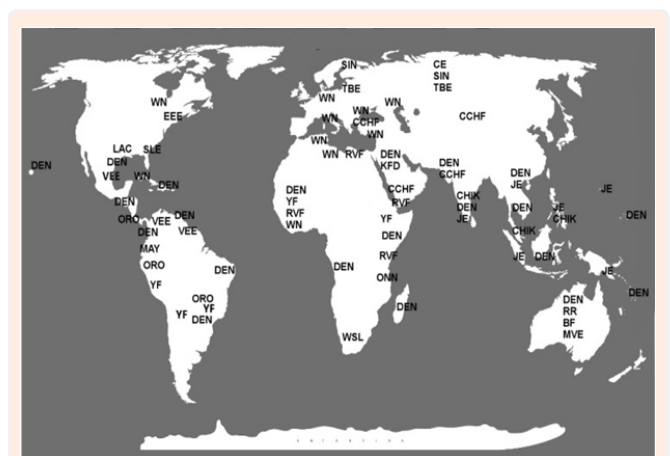 SIN
CE
SIN
TBE
TBE
WN
WN
WN
EEE
WN
CCHF
CCHF
WN
WN
WN
WN
RVF
LAC
SLE
DEN
DEN
KFD
DEN
CCHF
DEN
VEE
WN
DEN
DEN
JE
DEN
YF
RVF
WN
CCHF
RVF
CHIK
DEN
JE
JE
DEN
ORO
DEN
VEE
VEE
DEN
YF
DEN
DEN
JE
CHIK
CHIK
DEN
MAY
ORO
YF
DEN
DEN
RVF
ONN
JE
DEN
JE
DEN
ORO
YF
YF
DEN
DEN
WSL
DEN
RR
BF
MVE